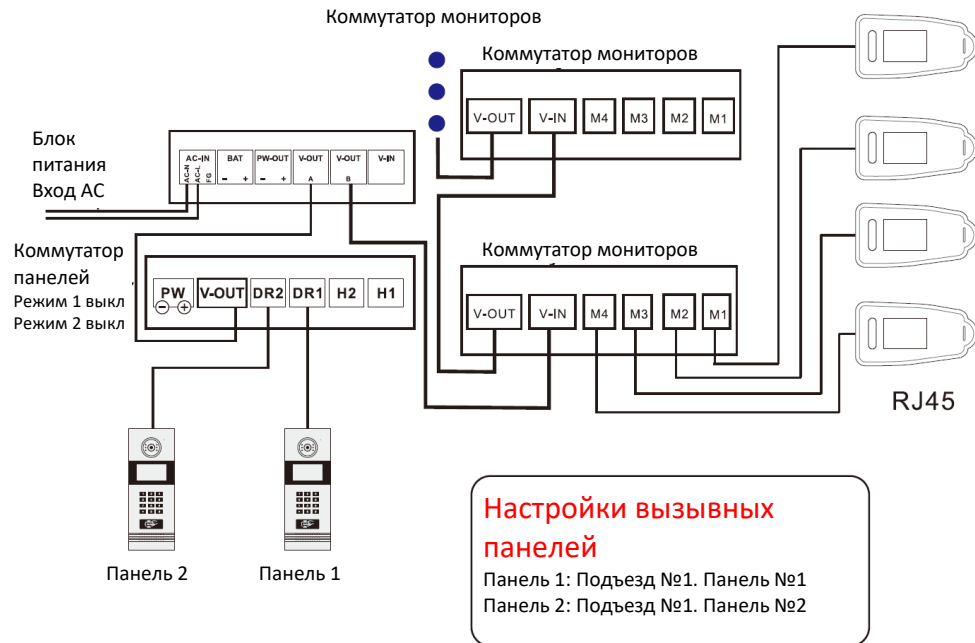 Коммутатор мониторов
Коммутатор мониторов
V-OUT V-IN M4 M3 M2 M1
Блок
питания
Вход AC
AC-IN BAT PW-OUT V-OUT V-OUT V-IN
AC-N AC-L FG - + - + A B
Коммутатор
панелей
Режим 1 выкл
Режим 2 выкл
PW V-OUT DR2 DR1 H2 H1
- +
Коммутатор мониторов
V-OUT V-IN M4 M3 M2 M1
RJ45
Панель 2
Панель 1
Настройки вызывных
панелей
Панель 1: Подъезд №1. Панель №1
Панель 2: Подъезд №1. Панель №2